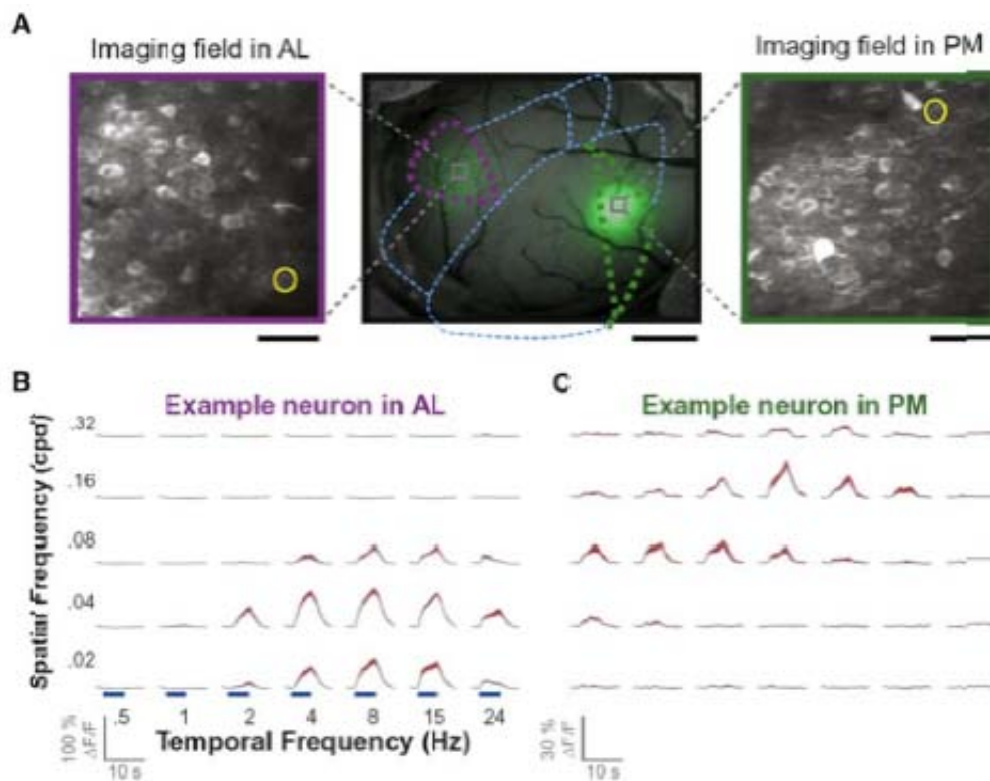 A
Imaging field in AL
Imaging field in PM
B
Example neuron in AL
C
Example neuron in PM
Spatial Frequency (cpd)
.32
.16
.08
.04
.02
.5 1 2 4 8 15 24
Temporal Frequency (Hz)
100 %
ΔF/F
10 s
30 %
ΔF/F
10 s